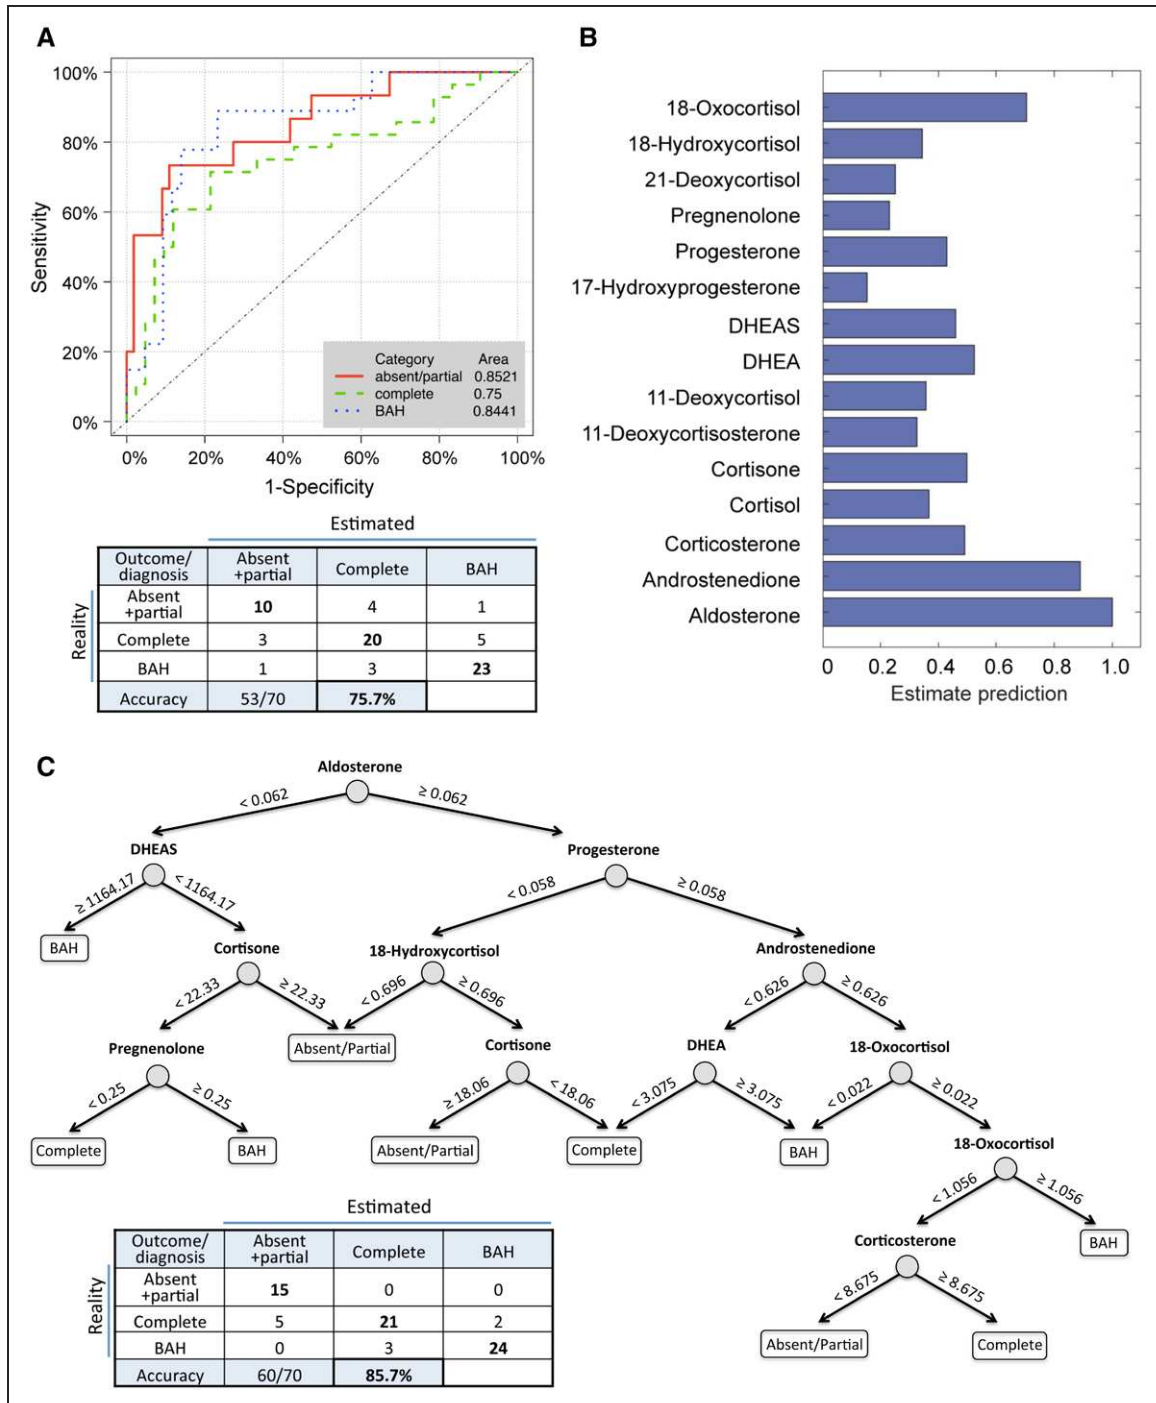 A
100%
80%
60%
40%
20%
0%
Sensitivity
0% 20% 40% 60% 80% 100%
1-Specificity
Category Area
absent/partial 0.8521
complete 0.75
BAH 0.8441
Estimated
Reality
Outcome/ diagnosis Absent +partial Complete BAH
Absent +partial 10 4 1
Complete 3 20 5
BAH 1 3 23
Accuracy 53/70 75.7%
B
18-Oxocortisol
18-Hydroxycortisol
21-Deoxycortisol
Pregnenolone
Progesterone
17-Hydroxyprogesterone
DHEAS
DHEA
11-Deoxycortisol
11-Deoxycortisosterone
Cortisone
Cortisol
Corticosterone
Androstenedione
Aldosterone
0 0.2 0.4 0.6 0.8 1.0
Estimate prediction
C
Aldosterone
< 0.062 ≥ 0.062
DHEAS Progesterone
≥ 1164.17 < 1164.17 < 0.058 ≥ 0.058
BAH Cortisone 18-Hydroxycortisol Androstenedione
< 22.33 ≥ 22.33 < 0.696 ≥ 0.696 < 0.626 ≥ 0.626
Pregnenolone Absent/Partial Cortisone DHEA 18-Oxocortisol
< 0.25 ≥ 0.25 ≥ 18.06 < 18.06 < 3.075 ≥ 3.075 < 0.022 ≥ 0.022
Complete BAH Absent/Partial Complete BAH 18-Oxocortisol
< 1.056 ≥ 1.056
Corticosterone BAH
< 8.675 ≥ 8.675
Absent/Partial Complete
Estimated
Reality
Outcome/ diagnosis Absent +partial Complete BAH
Absent +partial 15 0 0
Complete 5 21 2
BAH 0 3 24
Accuracy 60/70 85.7%